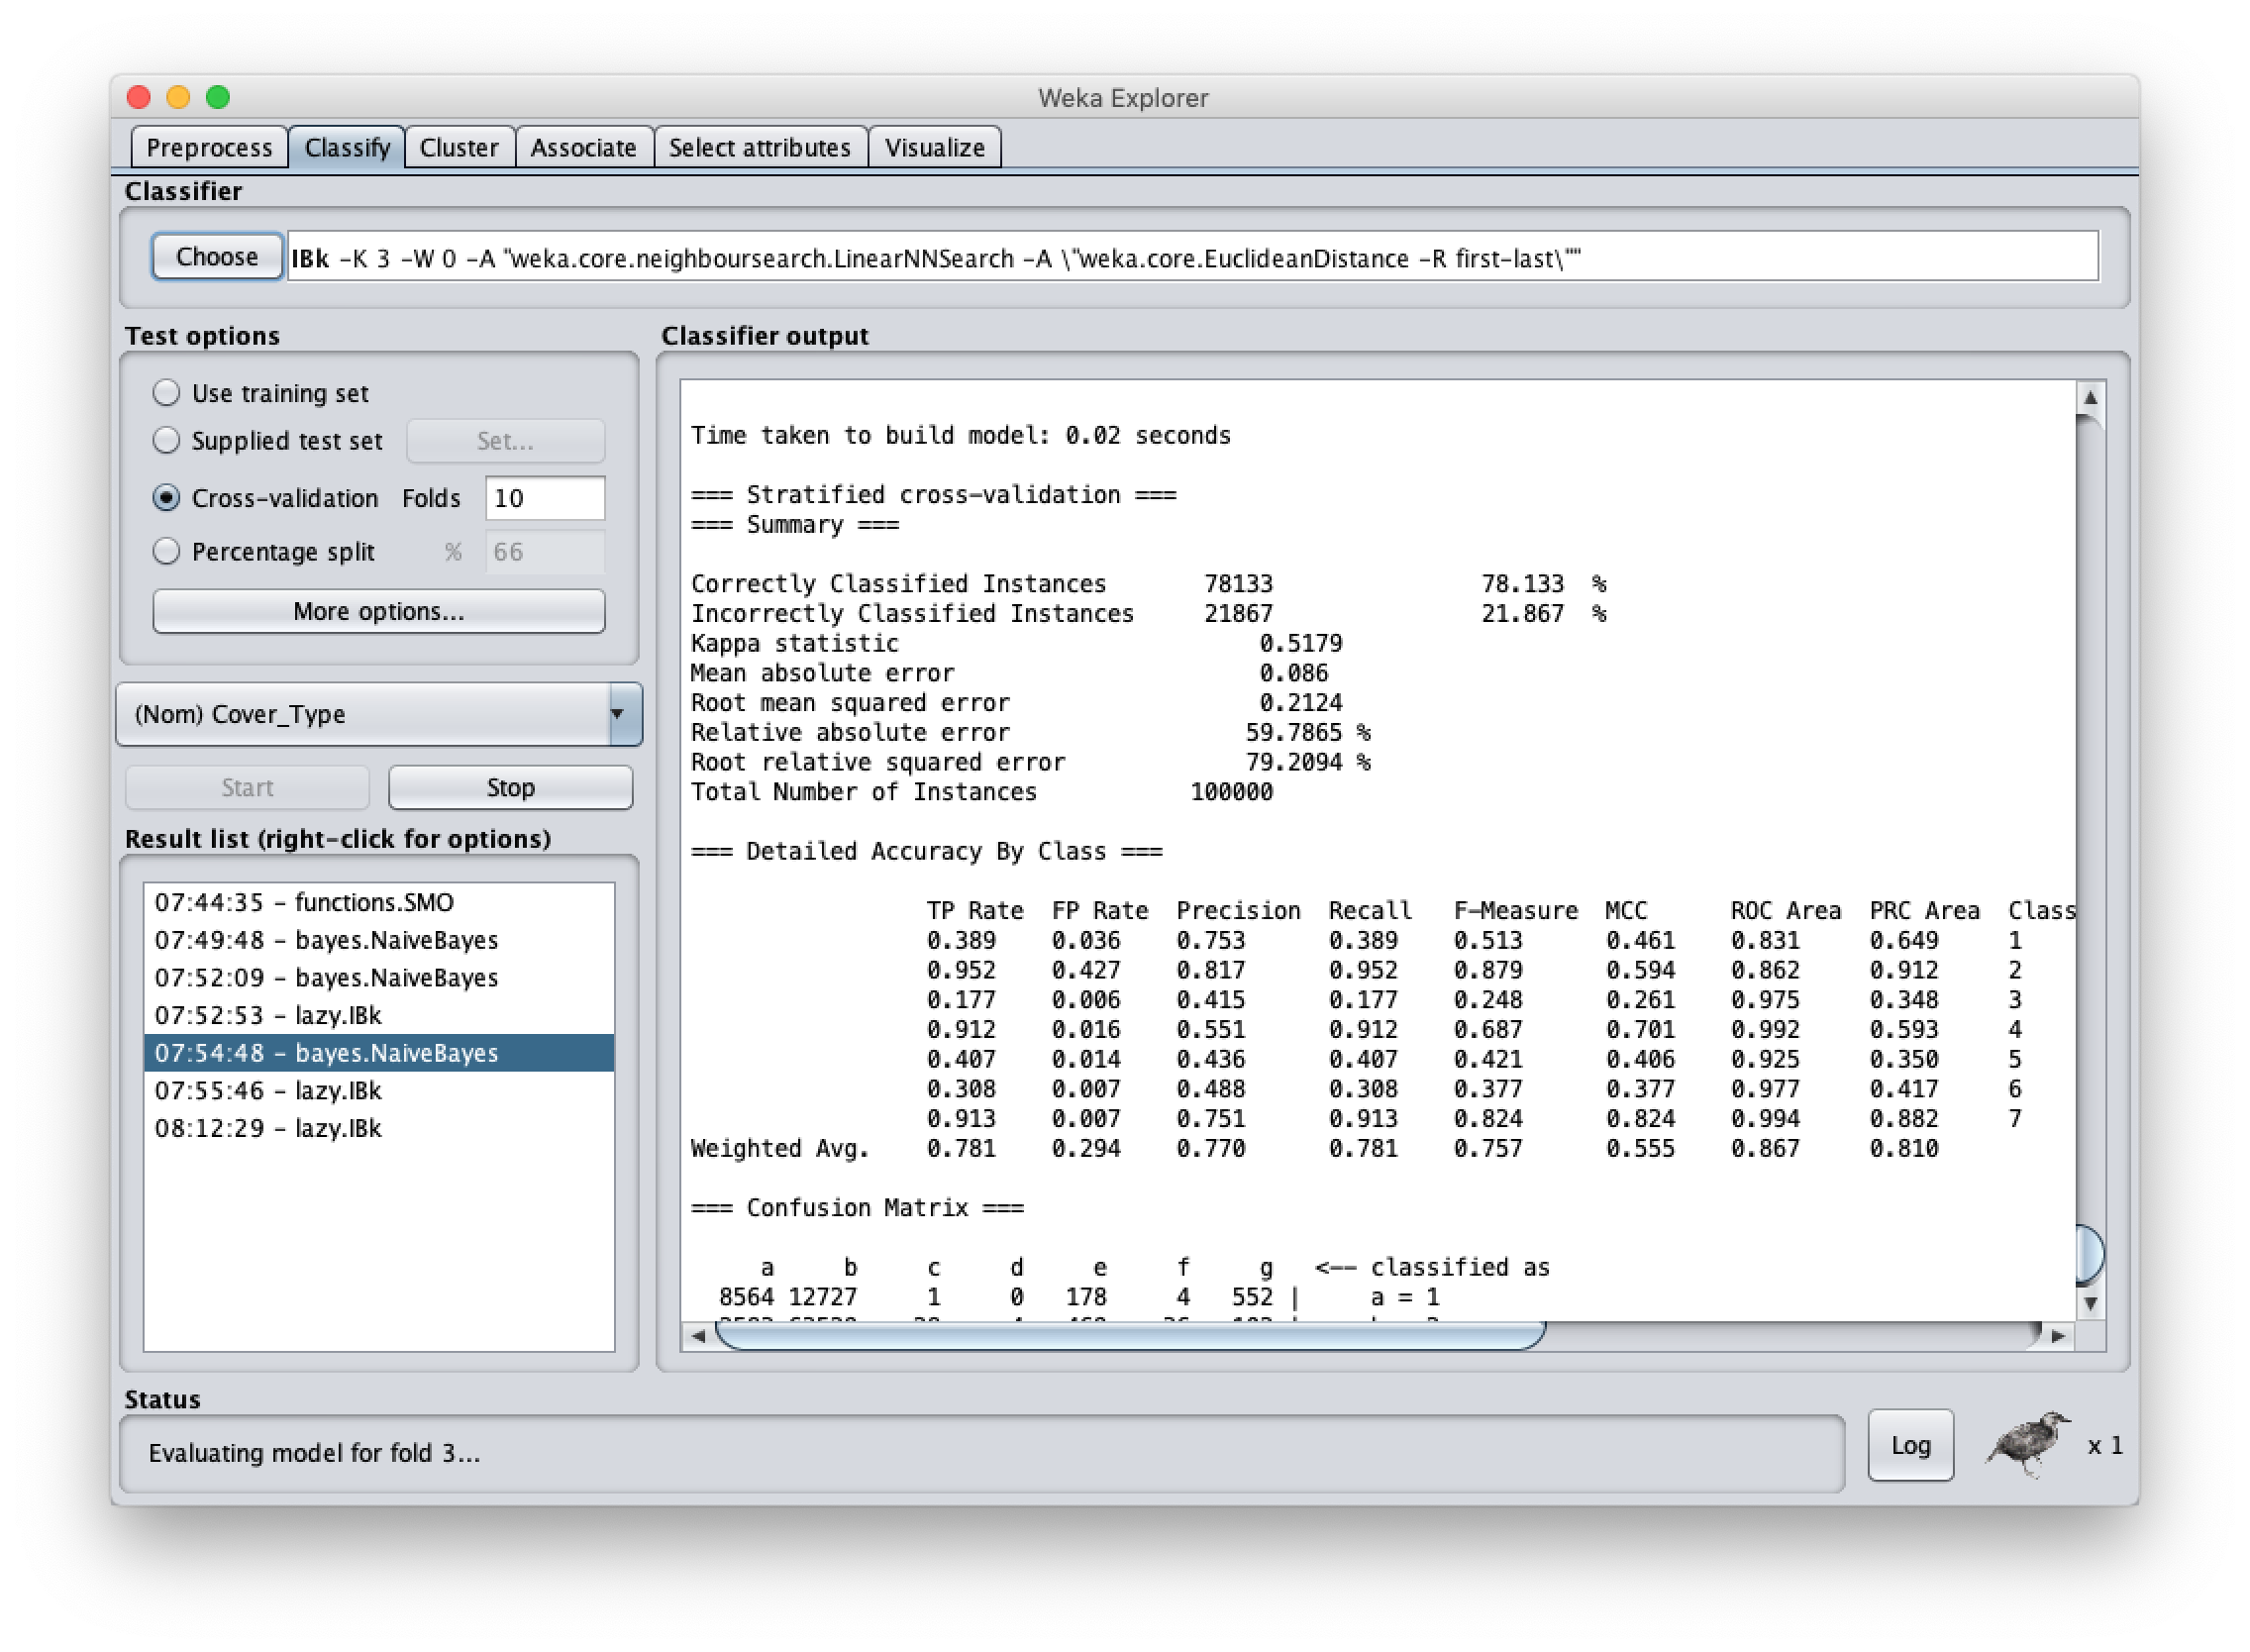 Weka Explorer
Preprocess Classify Cluster Associate Select attributes Visualize
Classifier
Choose IBk -K 3 -W 0 -A "weka.core.neighboursearch.LinearNNSearch -A \"weka.core.EuclideanDistance -R first-last\""
Test options
Use training set
Supplied test set Set...
Cross-validation Folds 10
Percentage split % 66
More options...
(Nom) Cover_Type
Start Stop
Result list (right-click for options)
07:44:35 - functions.SMO
07:49:48 - bayes.NaiveBayes
07:52:09 - bayes.NaiveBayes
07:52:53 - lazy.IBk
07:54:48 - bayes.NaiveBayes
07:55:46 - lazy.IBk
08:12:29 - lazy.IBk
Classifier output
Time taken to build model: 0.02 seconds
=== Stratified cross-validation ===
=== Summary ===
Correctly Classified Instances 78133 78.133 %
Incorrectly Classified Instances 21867 21.867 %
Kappa statistic 0.5179
Mean absolute error 0.086
Root mean squared error 0.2124
Relative absolute error 59.7865 %
Root relative squared error 79.2094 %
Total Number of Instances 100000
=== Detailed Accuracy By Class ===
TP Rate FP Rate Precision Recall F-Measure MCC ROC Area PRC Area Class
0.389 0.036 0.753 0.389 0.513 0.461 0.831 0.649 1
0.952 0.427 0.817 0.952 0.879 0.594 0.862 0.912 2
0.177 0.006 0.415 0.177 0.248 0.261 0.975 0.348 3
0.912 0.016 0.551 0.912 0.687 0.701 0.992 0.593 4
0.407 0.014 0.436 0.407 0.421 0.406 0.925 0.350 5
0.308 0.007 0.488 0.308 0.377 0.377 0.977 0.417 6
0.913 0.007 0.751 0.913 0.824 0.824 0.994 0.882 7
Weighted Avg. 0.781 0.294 0.770 0.781 0.757 0.555 0.867 0.810
=== Confusion Matrix ===
a b c d e f g <-- classified as
8564 12727 1 0 178 4 552 | a = 1
Status
Evaluating model for fold 3...
Log
x 1